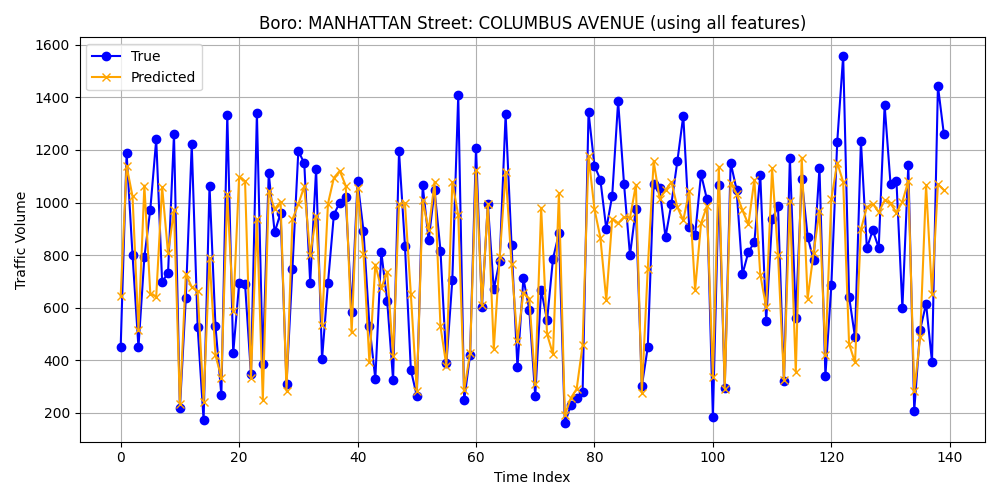 Boro: MANHATTAN Street: COLUMBUS AVENUE (using all features)
True
Predicted
Traffic Volume
1600
1400
1200
1000
800
600
400
200
0 20 40 60 80 100 120 140
Time Index